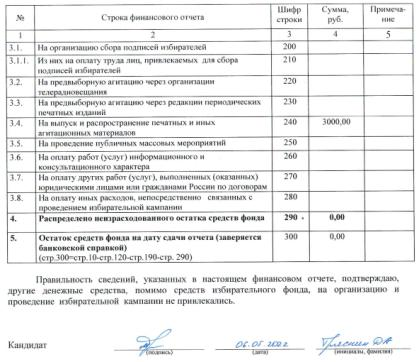 № Строка финансового отчета Шифр строки Сумма, руб. Примеча-ние
1 2 3 4 5
3.1. На организацию сбора подписей избирателей 200
3.1.1. Из них на оплату труда лиц, привлекаемых для сбора
подписей избирателей 210
3.2. На предвыборную агитацию через организации
телерадиовещания 220
3.3. На предвыборную агитацию через редакции периодических
печатных изданий 230
3.4. На выпуск и распространение печатных и иных
агитационных материалов 240 3000,00
3.5. На проведение публичных массовых мероприятий 250
3.6. На оплату работ (услуг) информационного и
консультационного характера 260
3.7. На оплату других работ (услуг), выполненных (оказанных)
юридическими лицами или гражданами России по договорам 270
3.8. На оплату иных расходов, непосредственно связанных с
проведением избирательной кампании 280
4. Распределено неизрасходованного остатка средств фонда 290 0,00
5. Остаток средств фонда на дату сдачи отчета (заверяется
банковской справкой)
(стр.300=стр.10-стр.120-стр.190-стр. 290) 300 0,00
Правильность сведений, указанных в настоящем финансовом отчете, подтверждаю,
другие денежные средства, помимо средств избирательного фонда, на организацию и
проведение избирательной кампании не привлекались.
Кандидат
(подпись) (дата) (инициалы, фамилия)